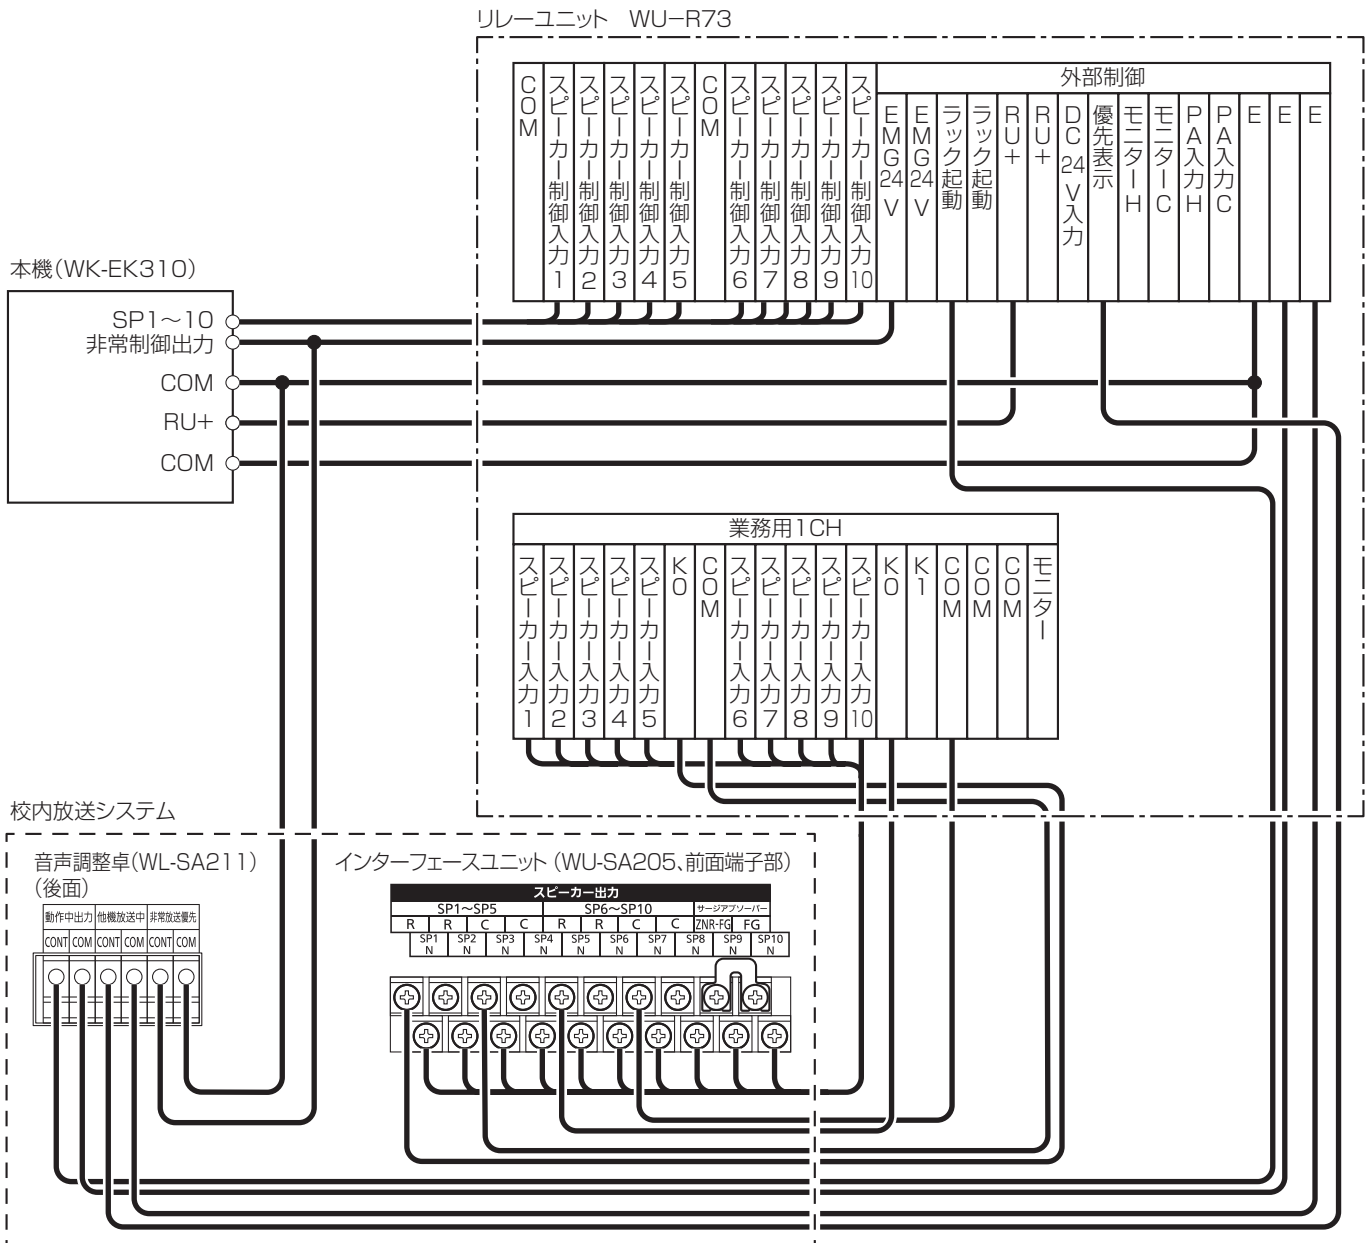 リレーユニット WU-R73
外部制御
COM
スピーカー制御入力1
スピーカー制御入力2
スピーカー制御入力3
スピーカー制御入力4
スピーカー制御入力5
COM
スピーカー制御入力6
スピーカー制御入力7
スピーカー制御入力8
スピーカー制御入力9
スピーカー制御入力10
EMG24V
EMG24V
ラック起動
ラック起動
RU+
RU+
DC24V入力
優先表示
モニターH
モニターC
PA入力H
PA入力C
E
E
E
本機(WK-EK310)
SP1~10
非常制御出力
COM
RU+
COM
業務用1CH
スピーカー入力1
スピーカー入力2
スピーカー入力3
スピーカー入力4
スピーカー入力5
K0
COM
スピーカー入力6
スピーカー入力7
スピーカー入力8
スピーカー入力9
スピーカー入力10
K0
K1
COM
COM
COM
モニター
校内放送システム
音声調整卓(WL-SA211)
(後面)
動作中出力 他機放送中 非常放送優先
CONT COM CONT COM CONT COM
インターフェースユニット(WU-SA205、前面端子部)
スピーカー出力
SP1~SP5 SP6~SP10 サージアブソーバー
R R C C R R C C ZNR-FG FG
SP1 SP2 SP3 SP4 SP5 SP6 SP7 SP8 SP9 SP10
N N N N N N N N N N